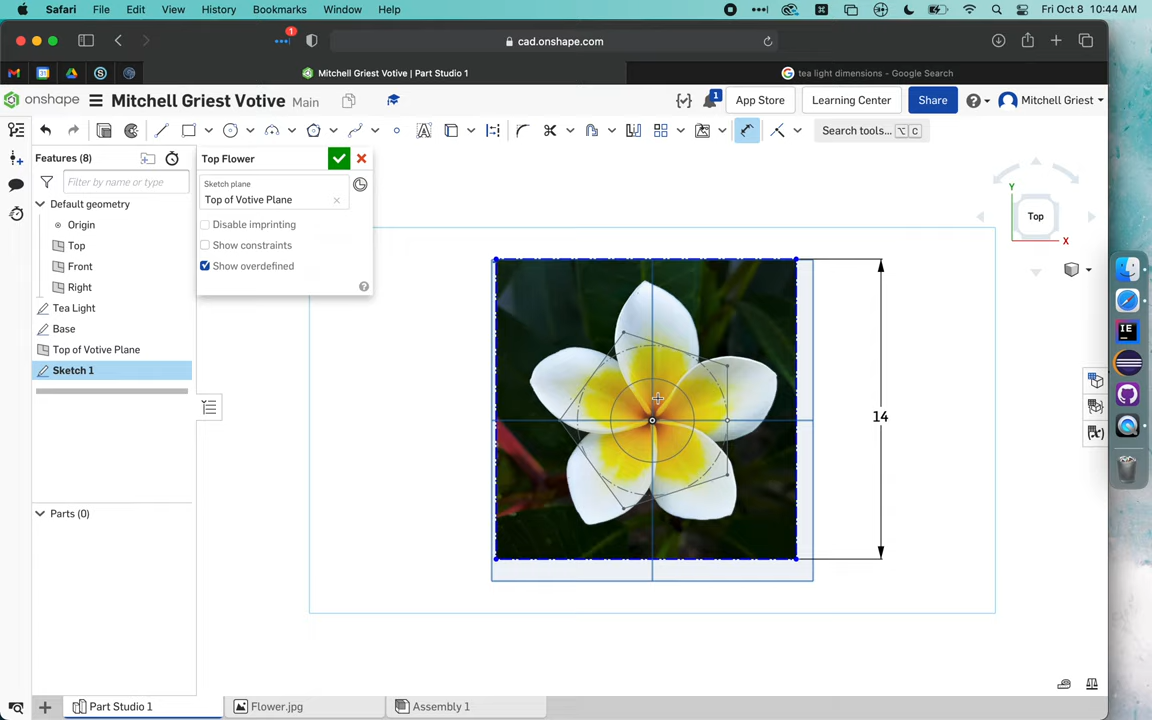 Safari File Edit View History Bookmarks Window Help Fri Oct 8 10:44 AM
1 cad.onshape.com
Mitchell Griest Votive | Part Studio 1 tea light dimensions - Google Search
onshape Mitchell Griest Votive Main 1 App Store Learning Center Share Mitchell Griest
Search tools... ⌥ C
Features (8)
Filter by name or type
Default geometry
Origin
Top
Front
Right
Tea Light
Base
Top of Votive Plane
Sketch 1
Parts (0)
Top Flower
Sketch plane
Top of Votive Plane
Disable imprinting
Show constraints
Show overdefined
14
Y
Top
X
IE
Part Studio 1 Flower.jpg Assembly 1